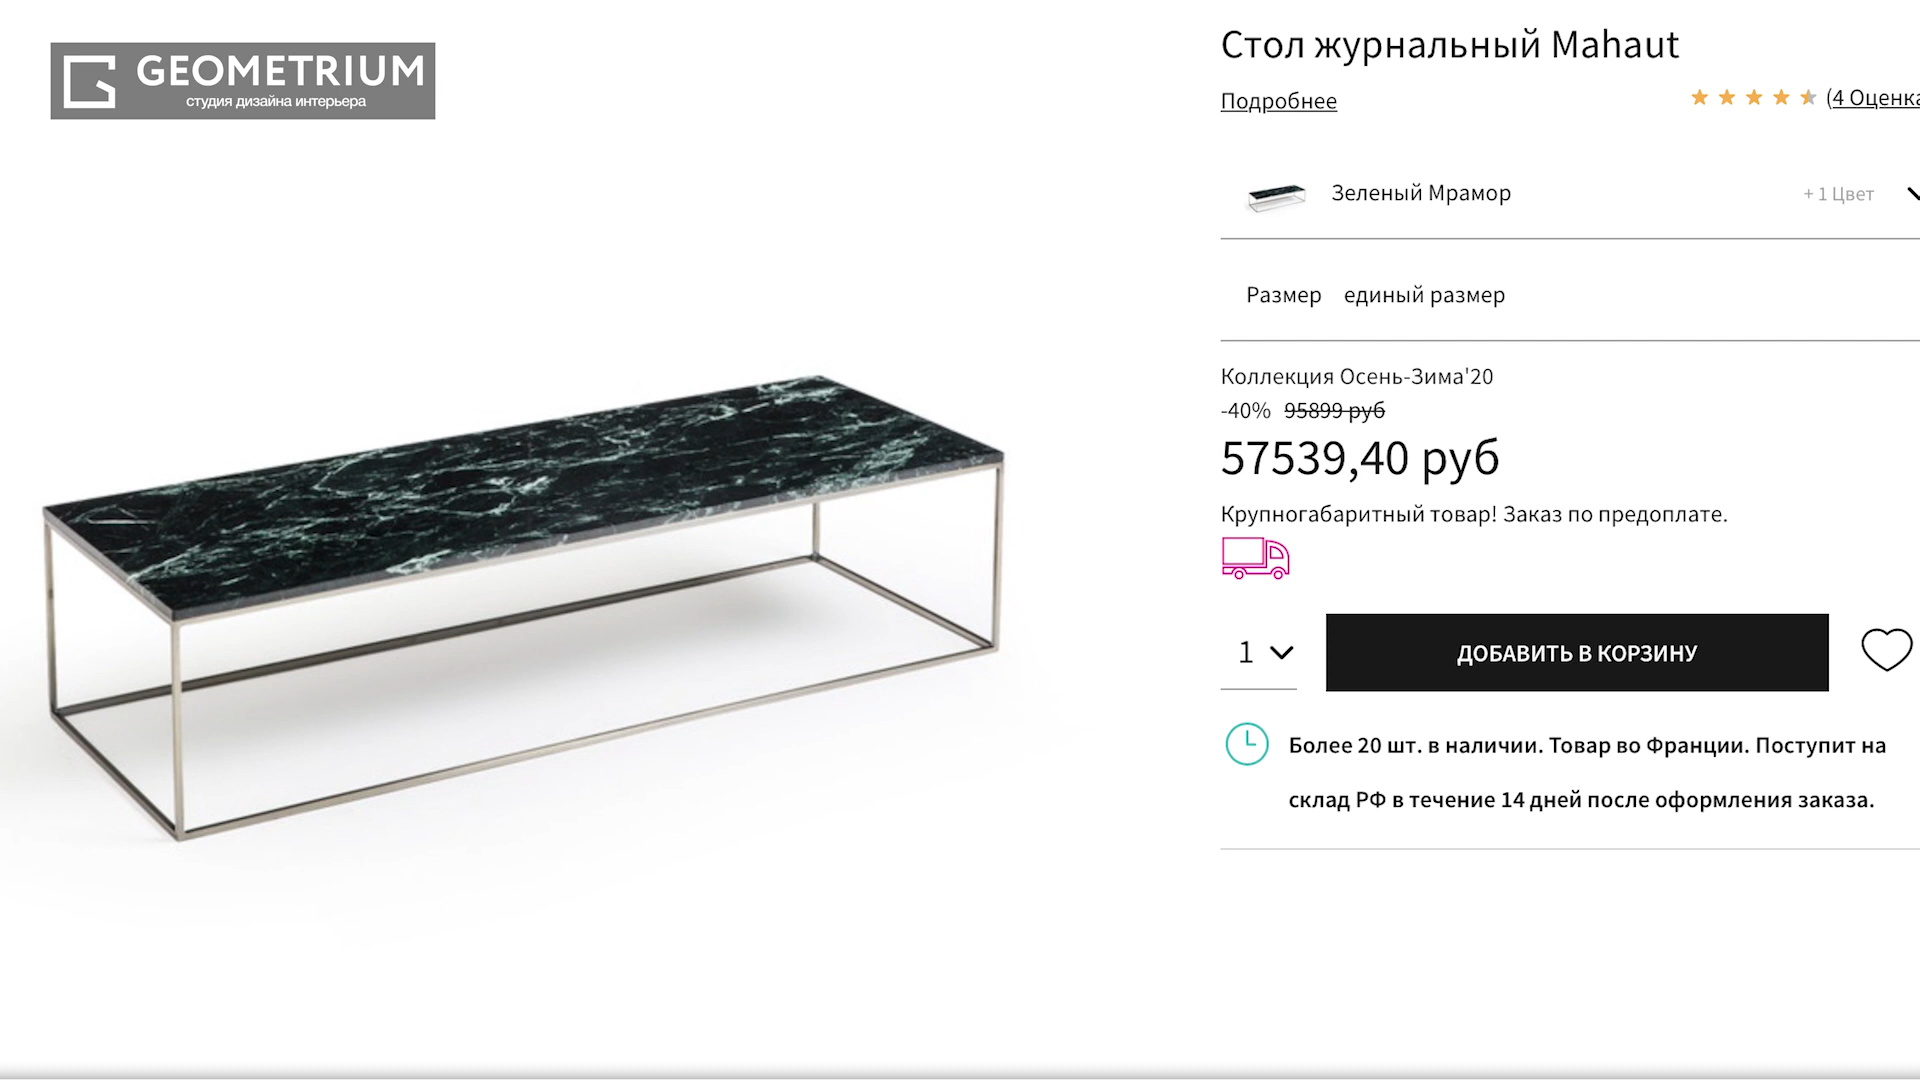 GEOMETRIUM
студия дизайна интерьера
Стол журнальный Mahaut
Подробнее
(4 Оценка
Зеленый Мрамор
+ 1 Цвет
Размер единый размер
Коллекция Осень-Зима'20
-40% 95899 руб
57539,40 руб
Крупногабаритный товар! Заказ по предоплате.
1
ДОБАВИТЬ В КОРЗИНУ
Более 20 шт. в наличии. Товар во Франции. Поступит на
склад РФ в течение 14 дней после оформления заказа.